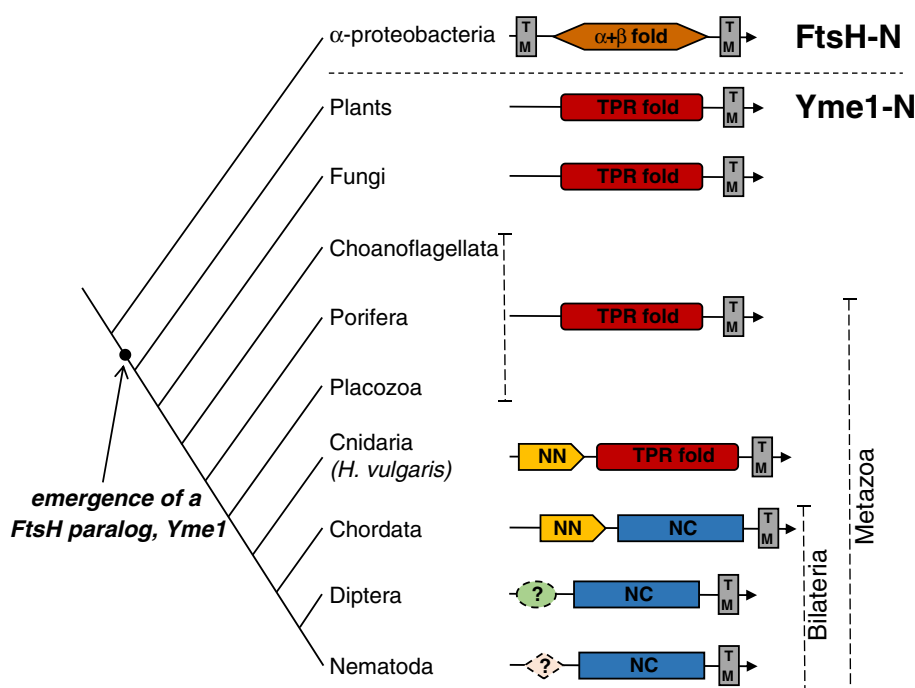 α-proteobacteria
T
M
α+β fold
T
M
FtsH-N
Plants
TPR fold
T
M
Yme1-N
Fungi
TPR fold
T
M
Choanoflagellata
Porifera
TPR fold
T
M
Placozoa
Cnidaria
(H. vulgaris)
NN
TPR fold
T
M
emergence of a
FtsH paralog, Yme1
Chordata
NN
NC
T
M
Diptera
?
NC
T
M
Nematoda
?
NC
T
M
Bilateria
Metazoa